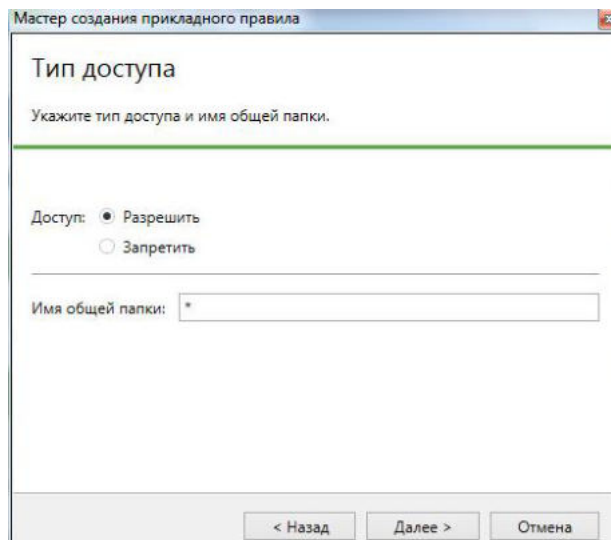 Мастер создания прикладного правила
Тип доступа
Укажите тип доступа и имя общей папки.
Доступ: Разрешить
Запретить
Имя общей папки: *
< Назад Далее > Отмена